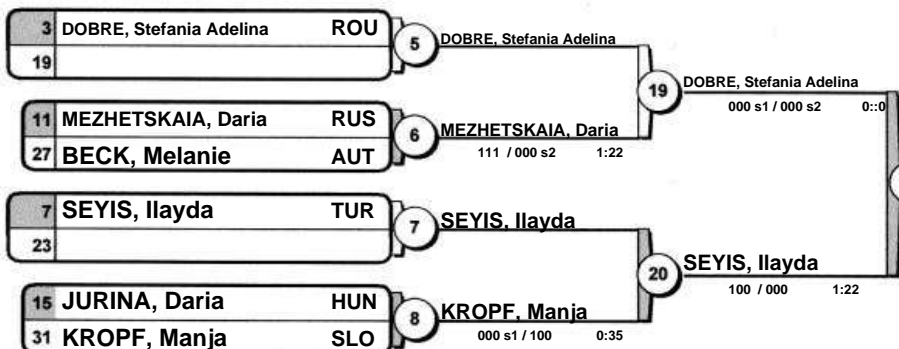 3 DOBRE, Stefania Adelina ROU
19
5
DOBRE, Stefania Adelina
11 MEZHETSKAIA, Daria RUS
27 BECK, Melanie AUT
6
MEZHETSKAIA, Daria
111 / 000 s2 1:22
19
DOBRE, Stefania Adelina
000 s1 / 000 s2 0::0
7 SEYIS, Ilayda TUR
23
7
SEYIS, Ilayda
15 JURINA, Daria HUN
31 KROPF, Manja SLO
8
KROPF, Manja
000 s1 / 100 0:35
20
SEYIS, Ilayda
100 / 000 1:22